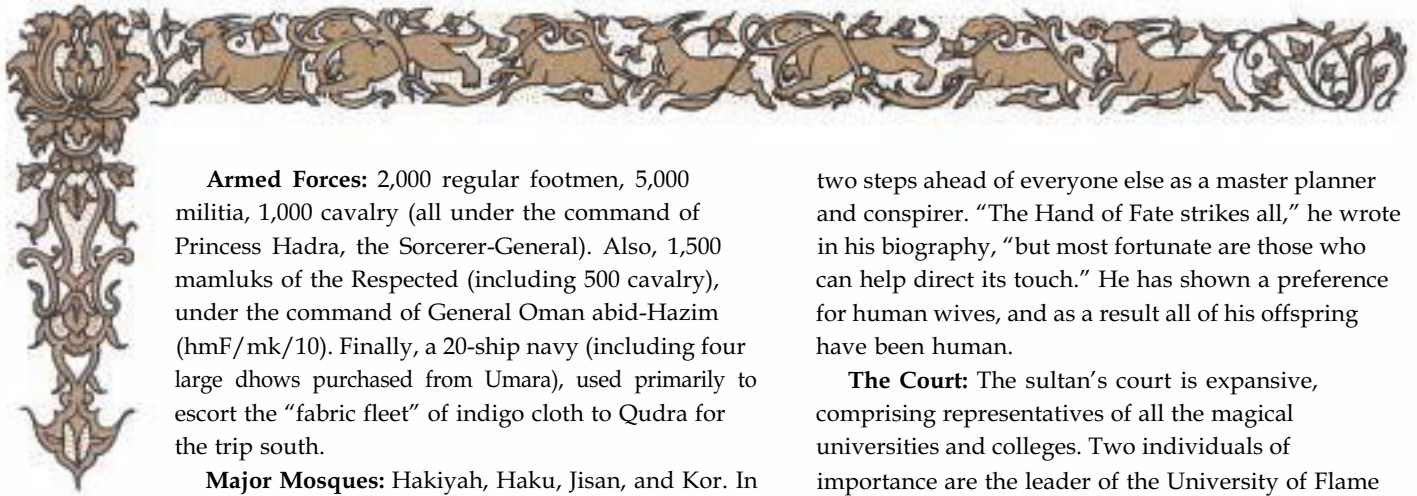 Armed Forces: 2,000 regular footmen, 5,000
militia, 1,000 cavalry (all under the command of
Princess Hadra, the Sorcerer-General). Also, 1,500
mamluks of the Respected (including 500 cavalry),
under the command of General Oman abid-Hazim
(hmF/mk/10). Finally, a 20-ship navy (including four
large dhows purchased from Umara), used primarily to
escort the “fabric fleet” of indigo cloth to Qudra for
the trip south.
Major Mosques: Hakiyah, Haku, Jisan, and Kor. In
two steps ahead of everyone else as a master planner
and conspirer. “The Hand of Fate strikes all,” he wrote
in his biography, “but most fortunate are those who
can help direct its touch.” He has shown a preference
for human wives, and as a result all of his offspring
have been human.
The Court: The sultan’s court is expansive,
comprising representatives of all the magical
universities and colleges. Two individuals of
importance are the leader of the University of Flame